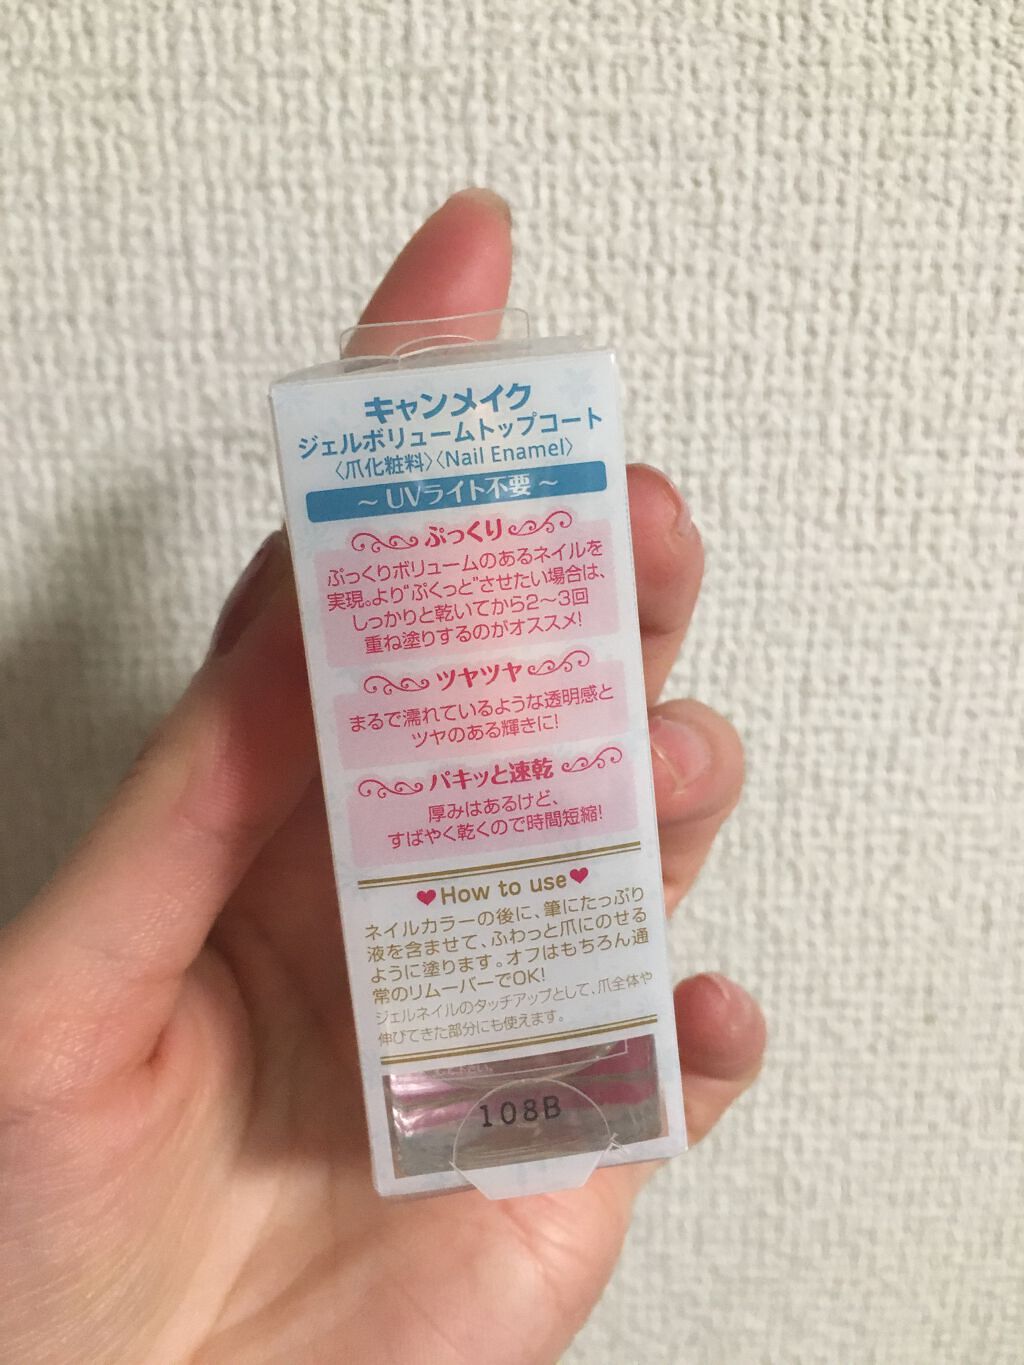 キャンメイク
ジェルボリュームトップコート
〈爪化粧料〉〈Nail Enamel〉
～UVライト不要～
ぷっくり
ぷっくりボリュームのあるネイルを
実現。より"ぷくっと"させたい場合は、
しっかりと乾いてから2～3回
重ね塗りするのがオススメ!
ツヤツヤ
まるで濡れているような透明感と
ツヤのある輝きに!
パキッと速乾
厚みはあるけど、
すばやく乾くので時間短縮!
♥How to use♥
ネイルカラーの後に、筆にたっぷり
液を含ませて、ふわっと爪にのせる
ように塗ります。オフはもちろん通
常のリムーバーでOK!
ジェルネイルのタッチアップとして、爪全体や
伸びてきた部分にも使えます。
108B